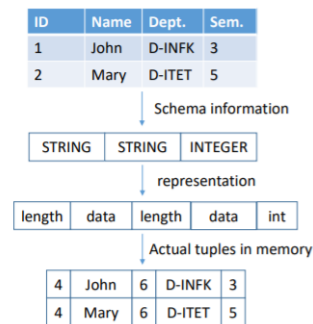 ID Name Dept. Sem.
1 John D-INFK 3
2 Mary D-ITET 5
Schema information
STRING STRING INTEGER
representation
length data length data int
Actual tuples in memory
4 John 6 D-INFK 3
4 Mary 6 D-ITET 5